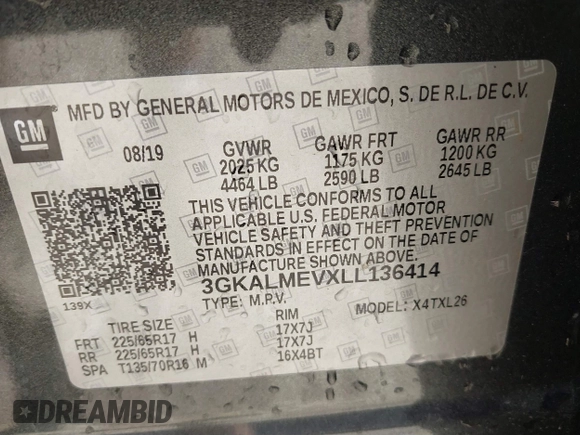 GM
MFD BY GENERAL MOTORS DE MEXICO, S. DE R.L. DE C.V.
08/19 GVWR GAWR FRT GAWR RR
2025 KG 1175 KG 1200 KG
4464 LB 2590 LB 2645 LB
THIS VEHICLE CONFORMS TO ALL
APPLICABLE U.S. FEDERAL MOTOR
VEHICLE SAFETY AND THEFT PREVENTION
STANDARDS IN EFFECT ON THE DATE OF
MANUFACTURE SHOWN ABOVE.
3GKALMEVXLL136414
139X TYPE: M.P.V. MODEL: X4TXL26
TIRE SIZE RIM
FRT 225/65R17 H 17X7J
RR 225/65R17 H 17X7J
SPA T135/70R16 M 16X4BT
DREAMBID